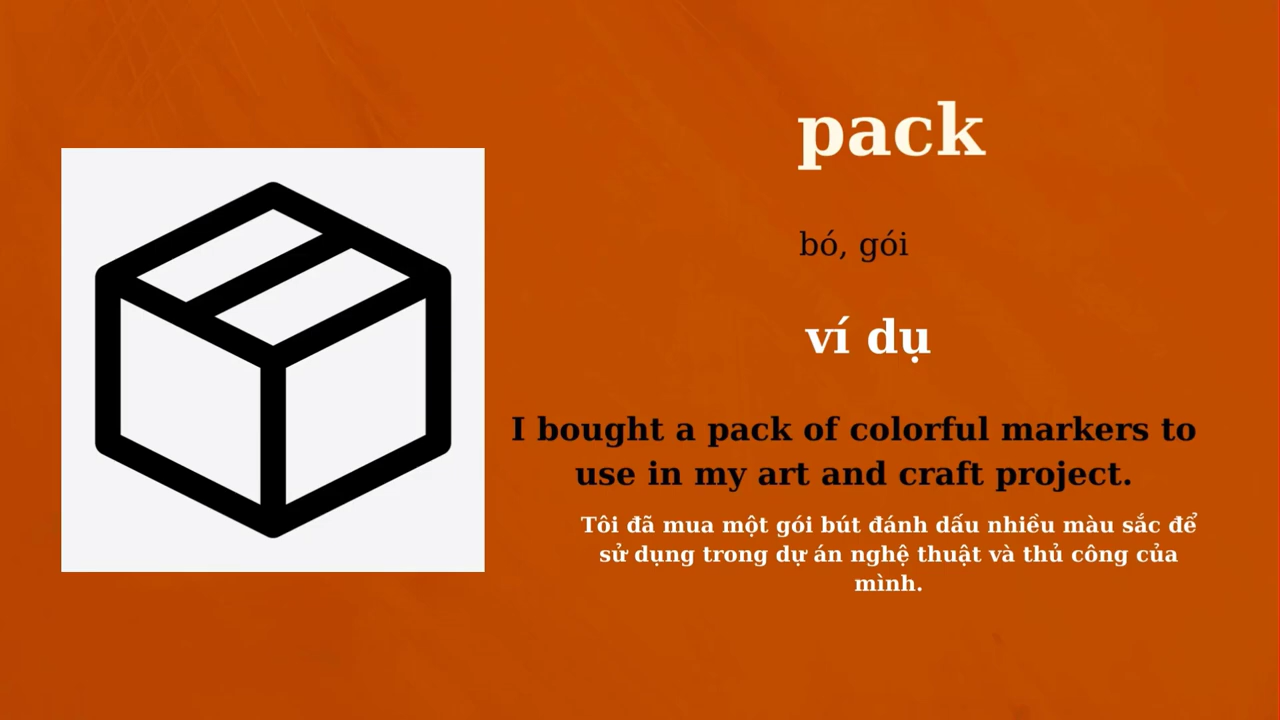 pack
bó, gói
ví dụ
I bought a pack of colorful markers to
use in my art and craft project.
Tôi đã mua một gói bút đánh dấu nhiều màu sắc để
sử dụng trong dự án nghệ thuật và thủ công của
mình.